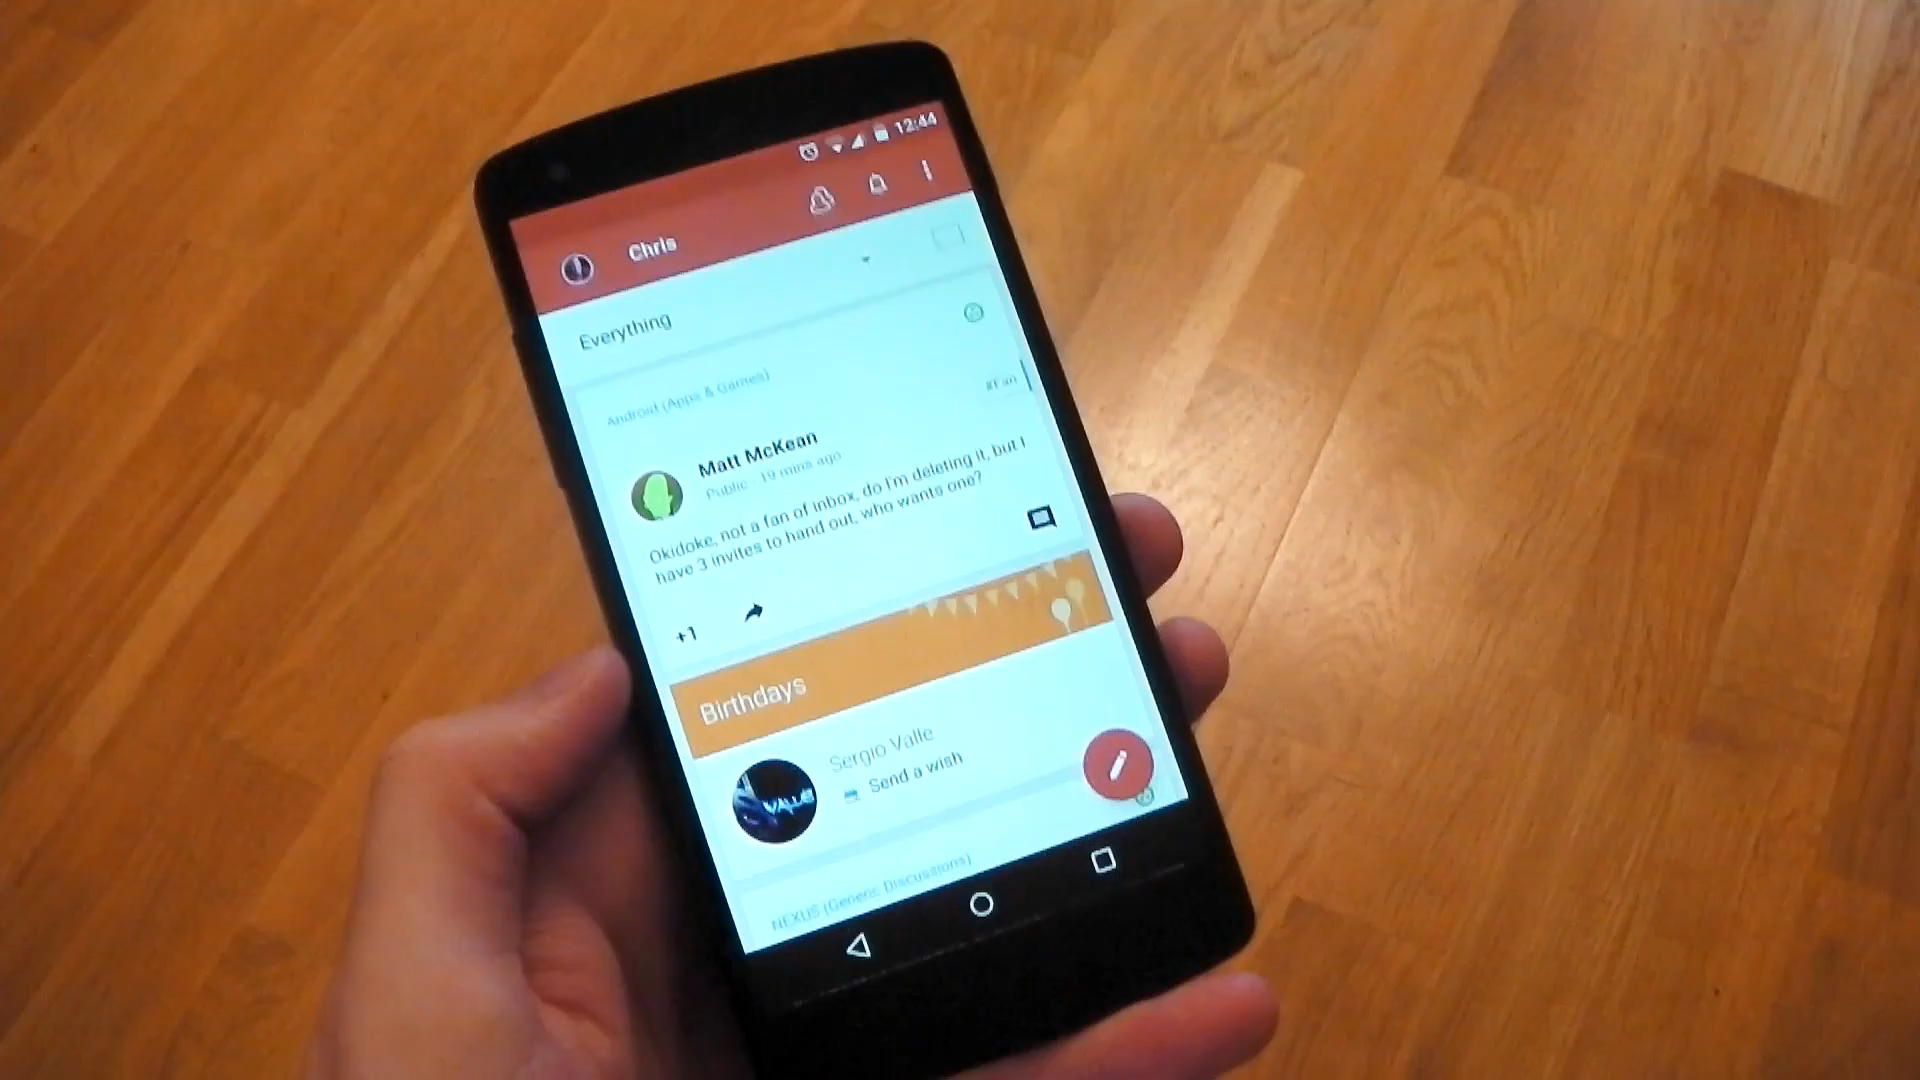 12:44
Chris
Everything
Android (Apps & Games)
#Fan
Matt McKean
Public · 19 mins ago
Okidoke, not a fan of inbox, do I'm deleting it, but I
have 3 invites to hand out, who wants one?
+1
Birthdays
Sergio Valle
Send a wish
VALLE
NEXUS (Generic Discussions)